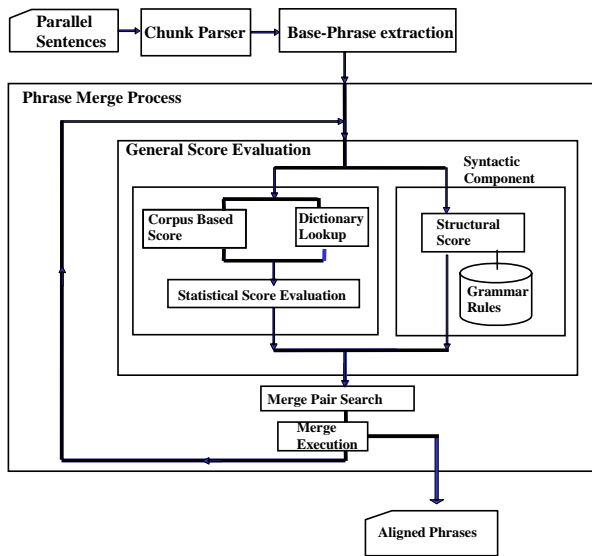 Parallel
Sentences
Chunk Parser
Base-Phrase extraction
Phrase Merge Process
General Score Evaluation
Syntactic
Component
Corpus Based
Score
Dictionary
Lookup
Structural
Score
Statistical Score Evaluation
Grammar
Rules
Merge Pair Search
Merge
Execution
Aligned Phrases